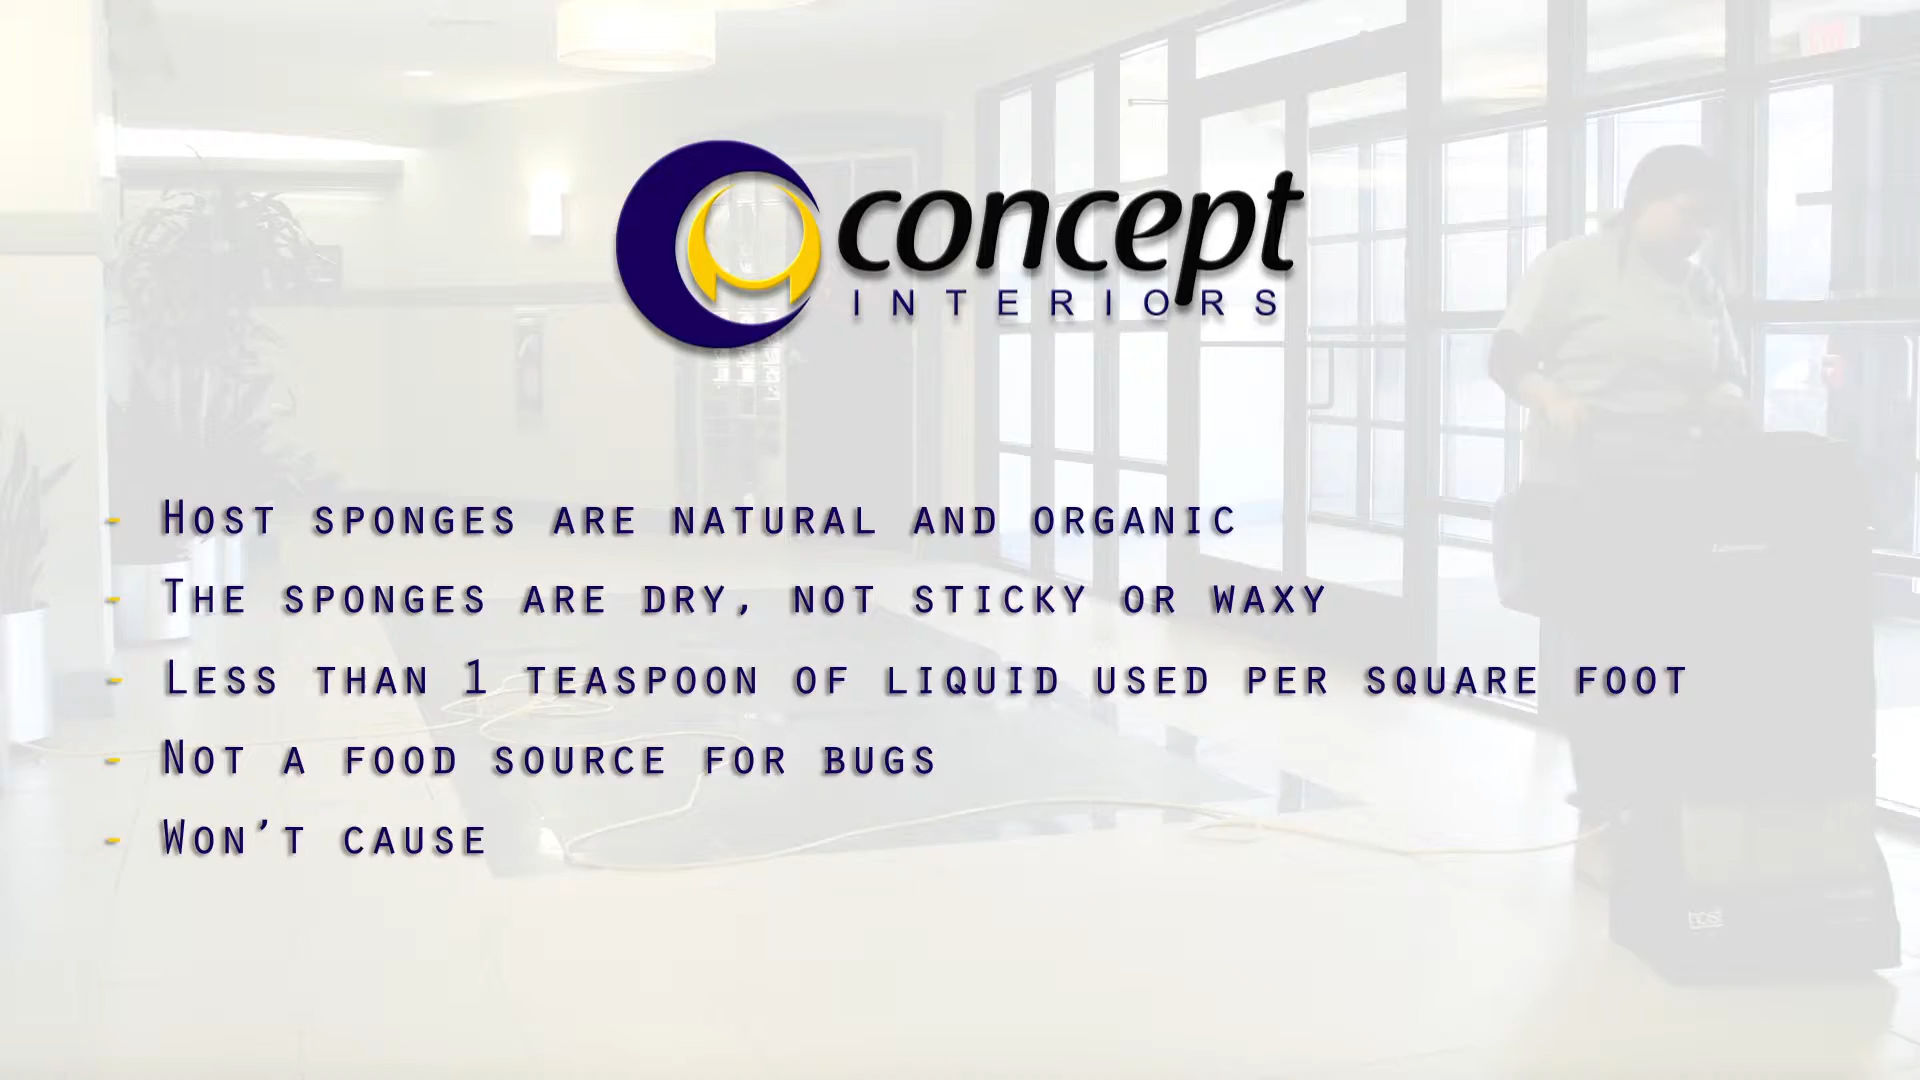 concept
INTERIORS
- Host sponges are natural and organic
- The sponges are dry, not sticky or waxy
- Less than 1 teaspoon of liquid used per square foot
- Not a food source for bugs
- Won't cause
host